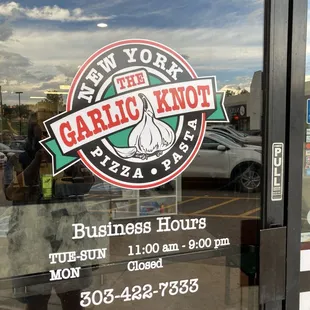 NEW YORK
THE
GARLIC KNOT
PIZZA • PASTA
Business Hours
TUE-SUN 11:00 am - 9:00 pm
MON Closed
303-422-7333
PULL